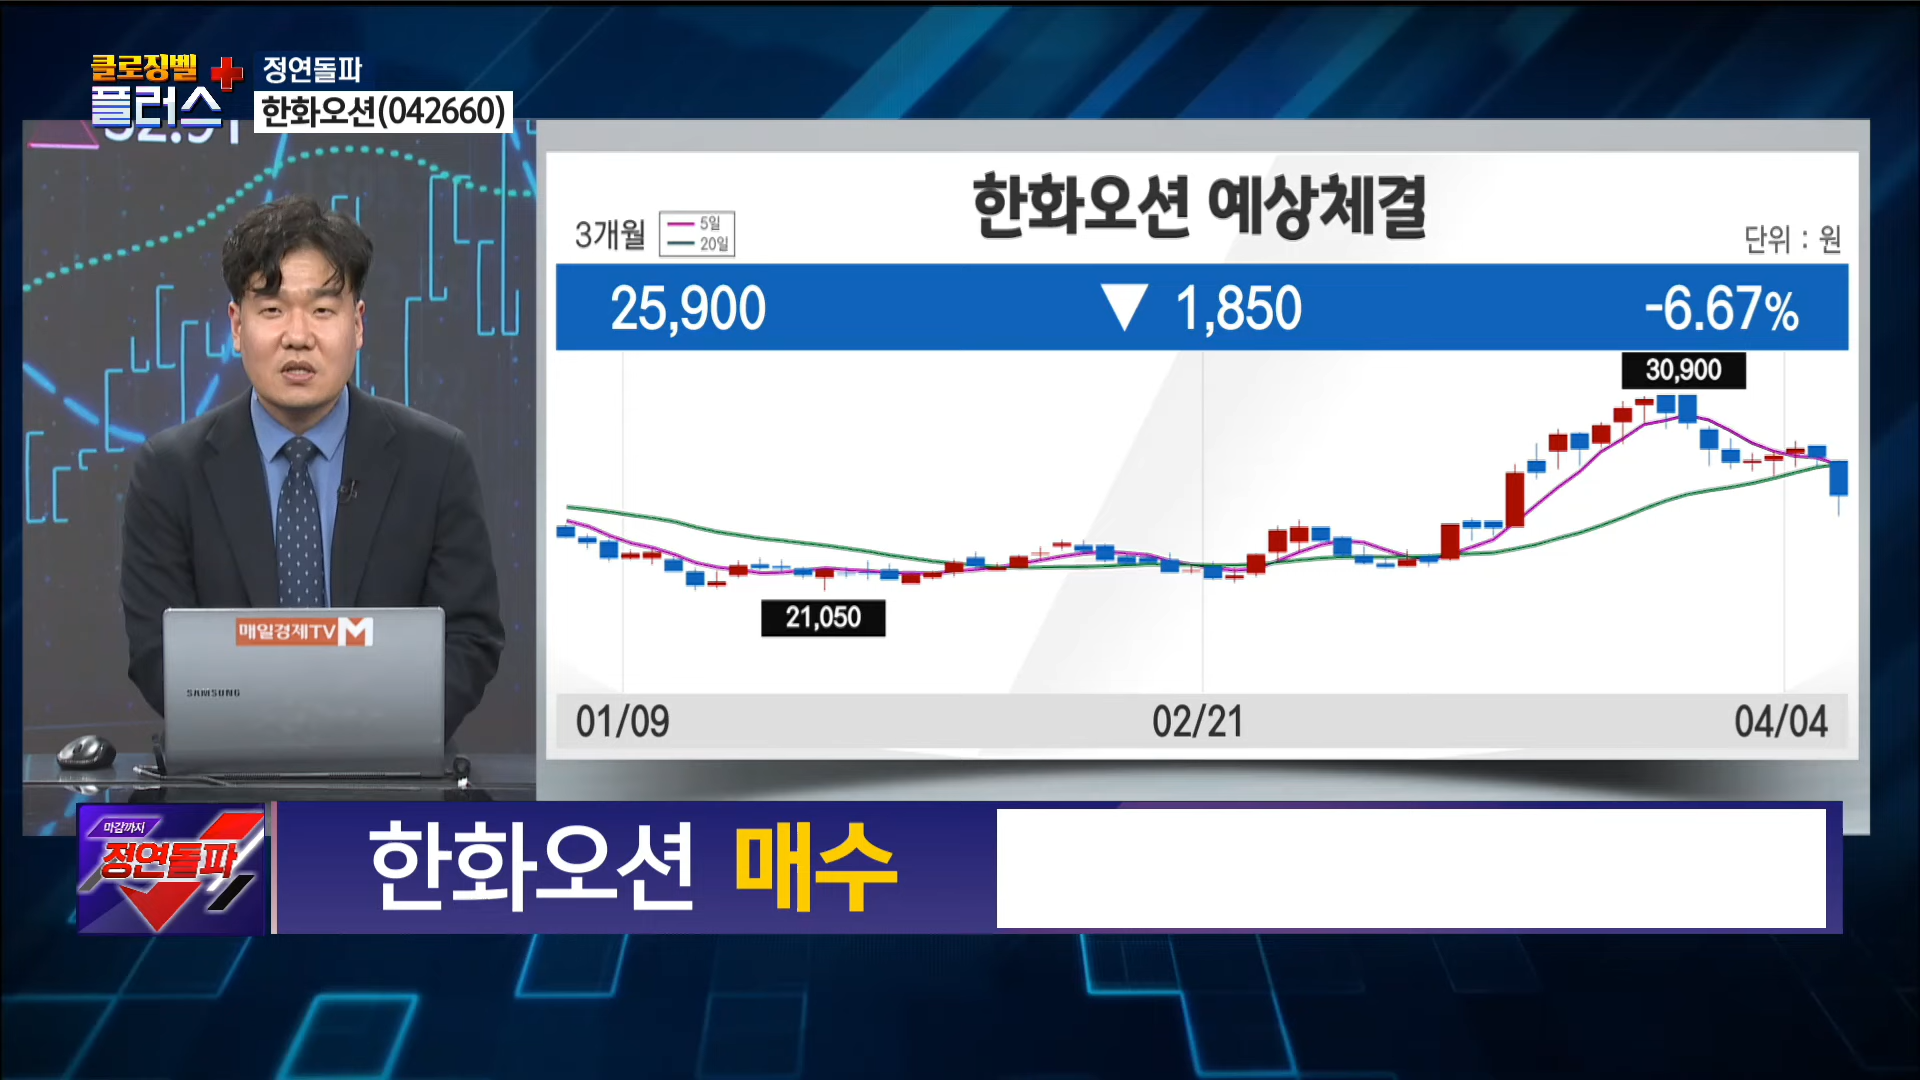 클로징벨
플러스
정연돌파
한화오션(042660)
한화오션 예상체결
3개월
5일
20일
단위 : 원
25,900 ▼ 1,850 -6.67%
30,900
21,050
01/09 02/21 04/04
매일경제TV M
SAMSUNG
마감까지
정연돌파
한화오션 매수